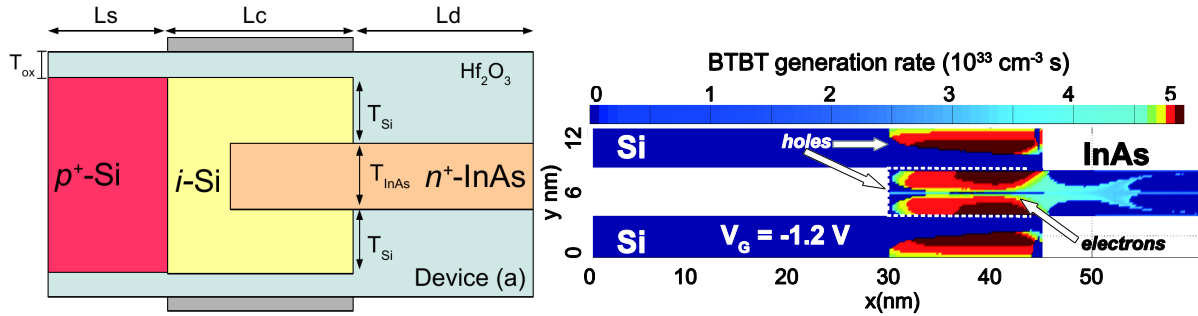 Ls Lc Ld
Tox
Hf2O3
TSi
p+-Si
i-Si
TInAs
n+-InAs
TSi
Device (a)
BTBT generation rate (10^33 cm^-3 s)
0 1 2 3 4 5
12
6
0
y nm)
Si
holes
InAs
Si
VG = -1.2 V
electrons
0 10 20 30 40 50
x(nm)